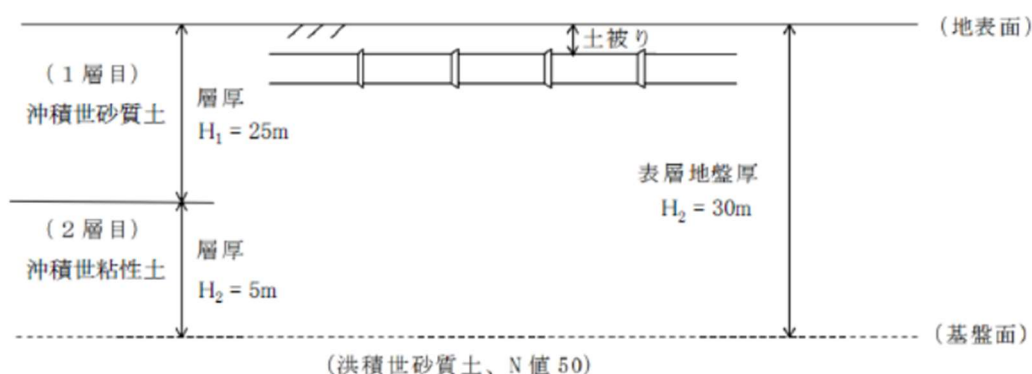 (地表面)
土被り
(1層目)
沖積世砂質土
層厚
H₁ = 25m
表層地盤厚
H₂ = 30m
(2層目)
沖積世粘性土
層厚
H₂ = 5m
(基盤面)
(洪積世砂質土、N値50)